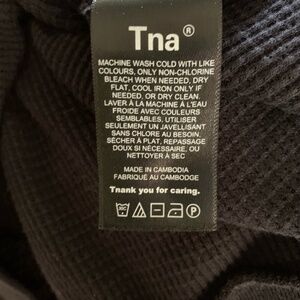 Tna®
MACHINE WASH COLD WITH LIKE
COLOURS, ONLY NON-CHLORINE
BLEACH WHEN NEEDED, DRY
FLAT, COOL IRON ONLY IF
NEEDED, OR DRY CLEAN.
LAVER À LA MACHINE À L'EAU
FROIDE AVEC COULEURS
SEMBLABLES, UTILISER
SEULEMENT UN JAVELLISANT
SANS CHLORE AU BESOIN,
SÉCHER À PLAT, REPASSAGE
DOUX SI NÉCESSAIRE, OU
NETTOYER À SEC
MADE IN CAMBODIA
FABRIQUÉ AU CAMBODGE
Thank you for caring.